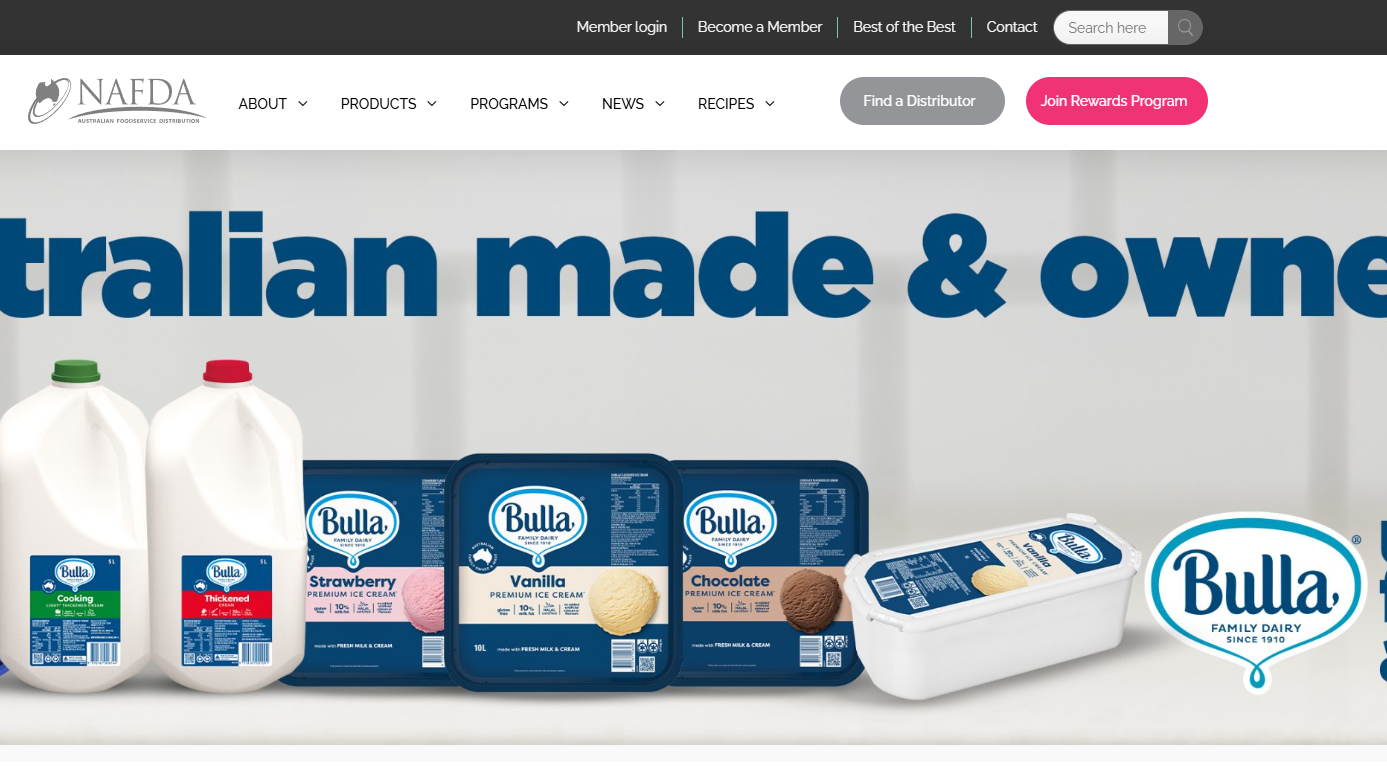 Member login
Become a Member
Best of the Best
Contact
Search here
NAFDA
AUSTRALIAN FOODSERVICE DISTRIBUTION
ABOUT
PRODUCTS
PROGRAMS
NEWS
RECIPES
Find a Distributor
Join Rewards Program
tralian made & owne
Bulla
5L
Cooking
LIGHT THICKENED CREAM
Bulla
5L
Thickened
CREAM
Bulla
FAMILY DAIRY
SINCE 1910
Strawberry
PREMIUM ICE CREAM
10%
made with FRESH MILK & CREAM
Bulla
FAMILY DAIRY
SINCE 1910
Vanilla
PREMIUM ICE CREAM
10%
10L
made with FRESH MILK & CREAM
Bulla
FAMILY DAIRY
SINCE 1910
Chocolate
PREMIUM ICE CREAM
10%
made with FRESH MILK & CREAM
Bulla
Vanilla
PREMIUM ICE CREAM
Bulla
®
FAMILY DAIRY
SINCE 1910